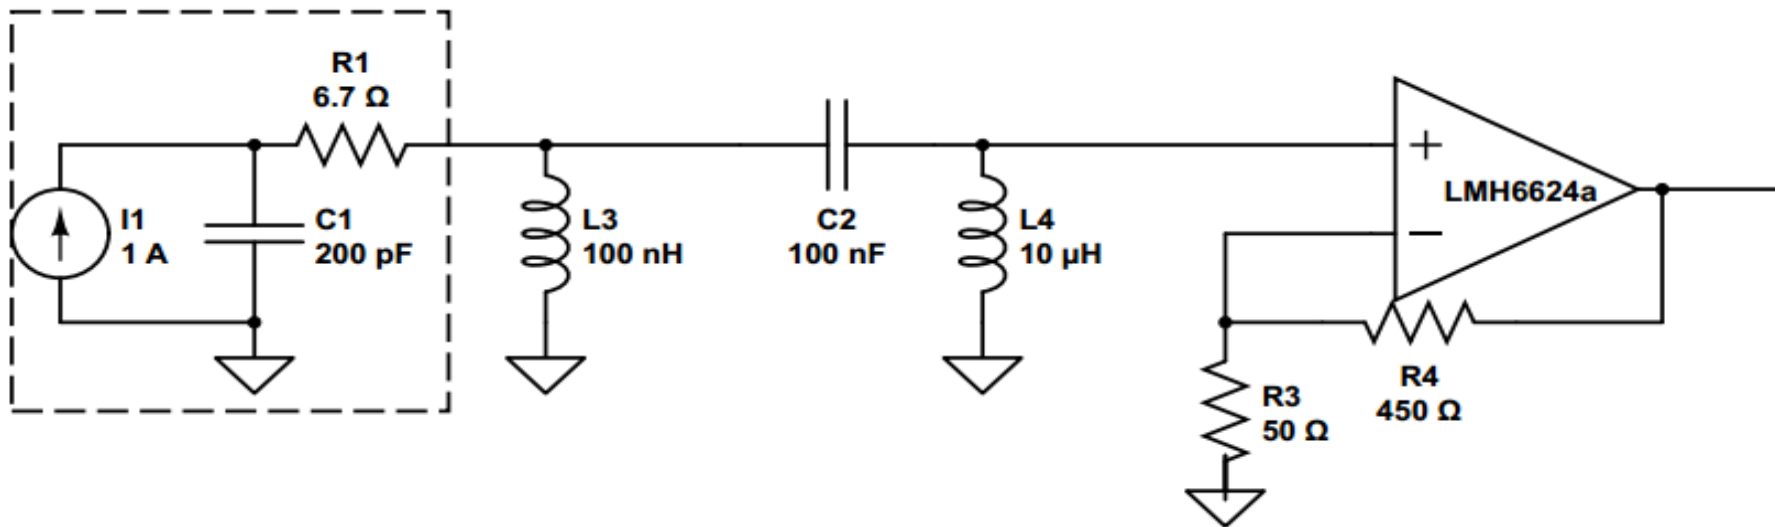 R1
6.7 Ω
I1
1 A
C1
200 pF
L3
100 nH
C2
100 nF
L4
10 µH
+
LMH6624a
−
R4
450 Ω
R3
50 Ω